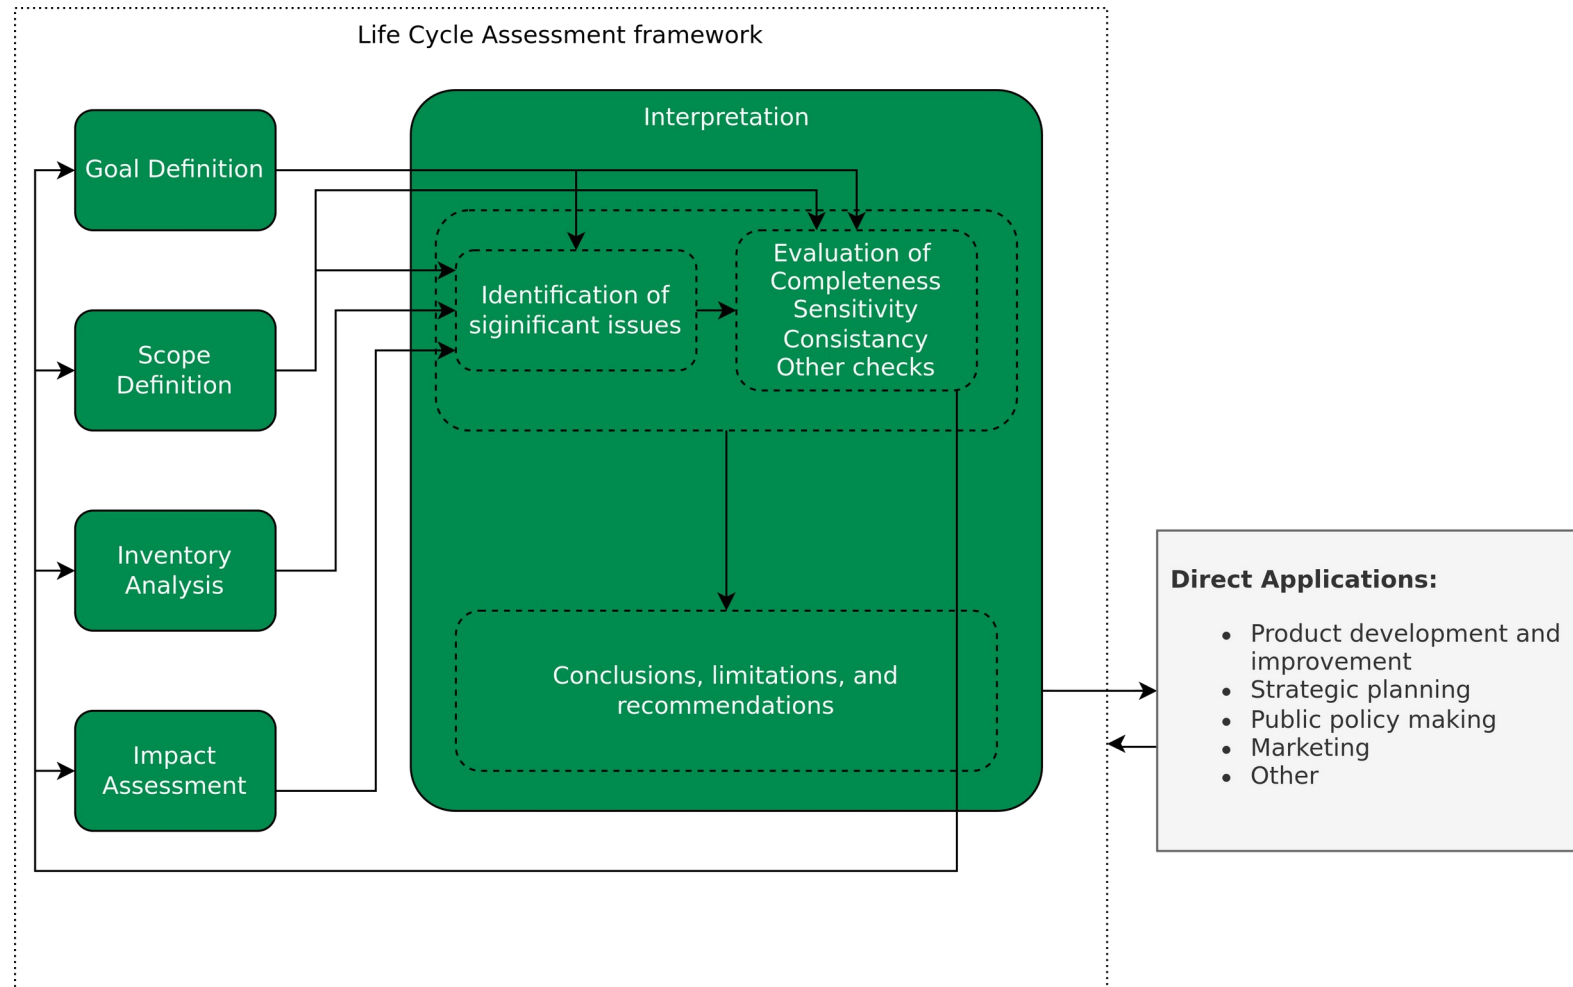 Life Cycle Assessment framework
Interpretation
Goal Definition
Scope
Definition
Inventory
Analysis
Impact
Assessment
Identification of
siginificant issues
Evaluation of
Completeness
Sensitivity
Consistancy
Other checks
Conclusions, limitations, and
recommendations
Direct Applications:
• Product development and
improvement
• Strategic planning
• Public policy making
• Marketing
• Other